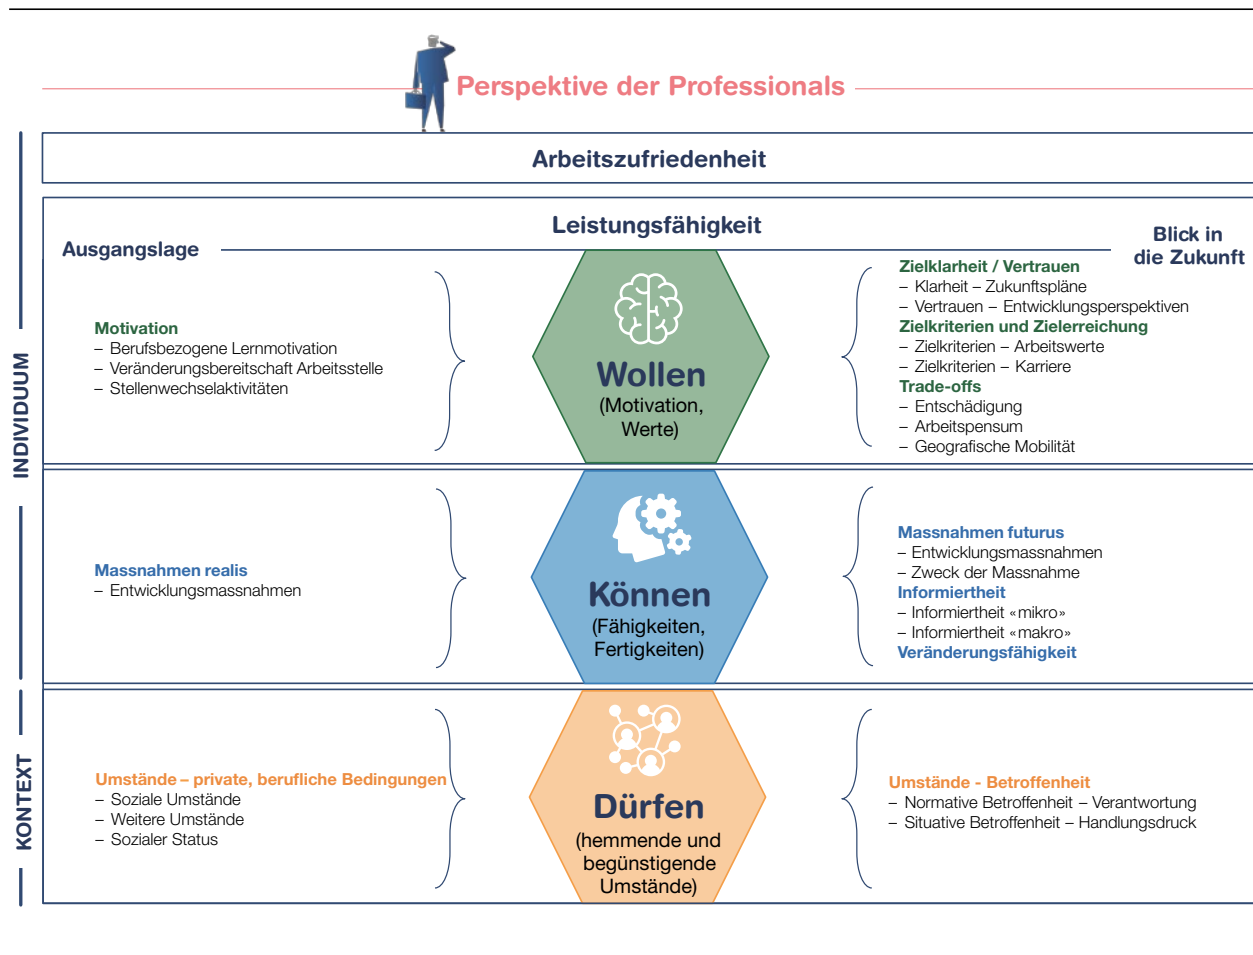 Perspektive der Professionals
Arbeitszufriedenheit
Leistungsfähigkeit
Ausgangslage
Blick in
die Zukunft
INDIVIDUUM
Motivation
– Berufsbezogene Lernmotivation
– Veränderungsbereitschaft Arbeitsstelle
– Stellenwechselaktivitäten
Wollen
(Motivation,
Werte)
Zielklarheit / Vertrauen
– Klarheit – Zukunftspläne
– Vertrauen – Entwicklungsperspektiven
Zielkriterien und Zielerreichung
– Zielkriterien – Arbeitswerte
– Zielkriterien – Karriere
Trade-offs
– Entschädigung
– Arbeitspensum
– Geografische Mobilität
Massnahmen realis
– Entwicklungsmassnahmen
Können
(Fähigkeiten,
Fertigkeiten)
Massnahmen futurus
– Entwicklungsmassnahmen
– Zweck der Massnahme
Informiertheit
– Informiertheit «mikro»
– Informiertheit «makro»
Veränderungsfähigkeit
KONTEXT
Umstände – private, berufliche Bedingungen
– Soziale Umstände
– Weitere Umstände
– Sozialer Status
Dürfen
(hemmende und
begünstigende
Umstände)
Umstände - Betroffenheit
– Normative Betroffenheit – Verantwortung
– Situative Betroffenheit – Handlungsdruck